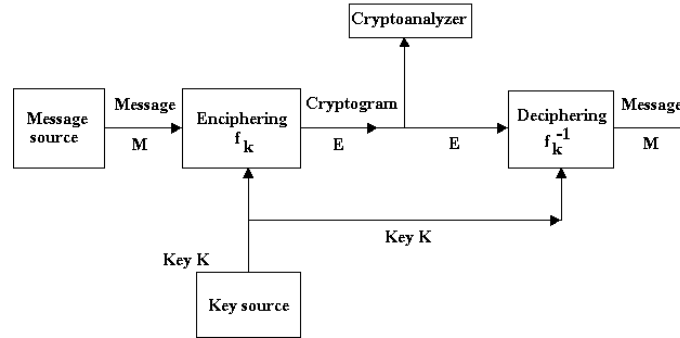 Cryptoanalyzer
Message
source
Message
M
Enciphering
f k
Cryptogram
E
E
Deciphering
f k -1
Message
M
Key K
Key K
Key source